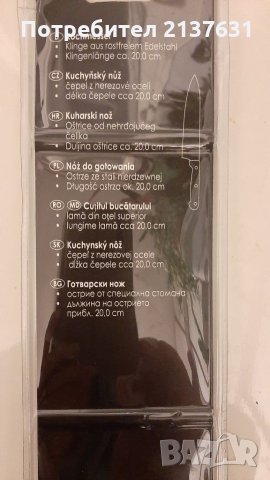 Потребител 2137631
Kochmesser
• Klinge aus rostfreiem Edelstahl
• Klingenlänge ca. 20,0 cm
CZ Kuchyňský nůž
• čepel z nerezové oceli
• délka čepele cca 20,0 cm
HR Kuharski nož
• Oštrice od nehrđajućeg
čelka
• Duljina oštrice ca. 20,0 cm
PL Nóż do gotowania
• Ostrze ze stali nierdzewnej
• Długość ostrza ok. 20,0 cm
RO MD Cuțitul bucătarului
• lamă din oțel superior
• lungime lamă cca 20,0 cm
SK Kuchynský nôž
• čepeľ z nerezovej ocele
• dĺžka čepele cca 20,0 cm
BG Готварски нож
• острие от специална стомана
• дължина на острието
прибл. 20,0 cm
BAZAR